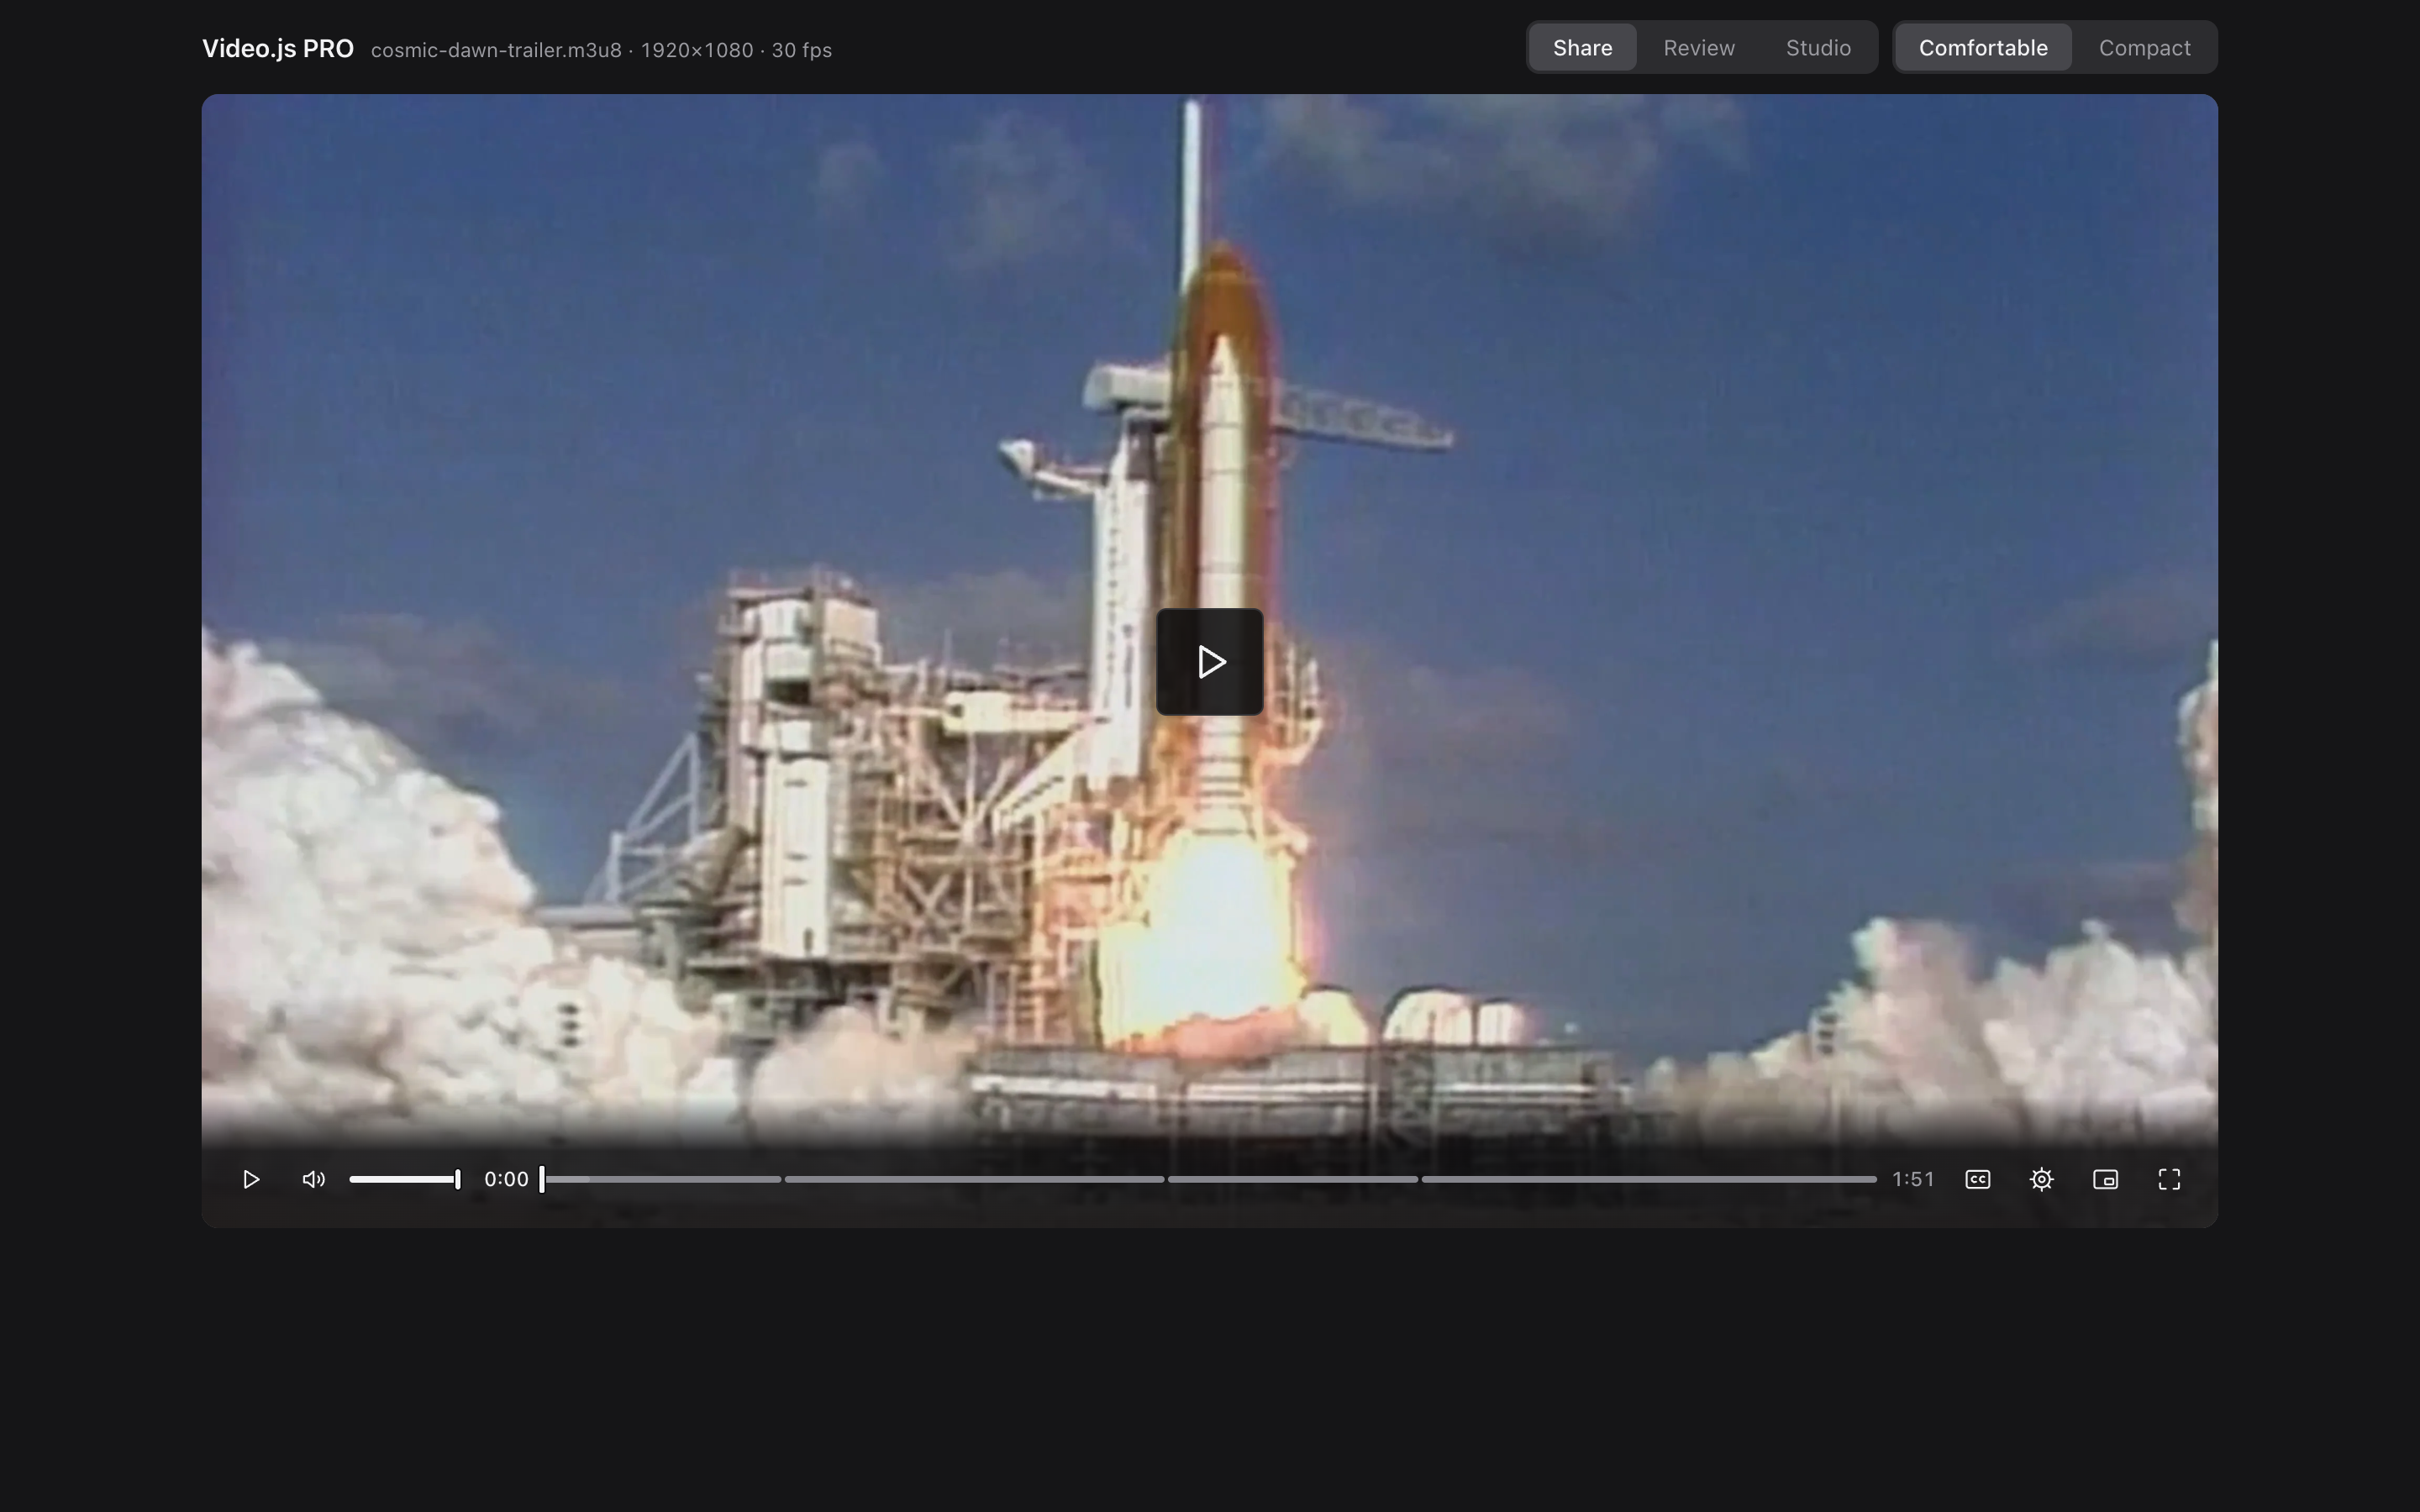 Video.js PRO cosmic-dawn-trailer.m3u8 · 1920×1080 · 30 fps
Share Review Studio Comfortable Compact
0:00 1:51 CC